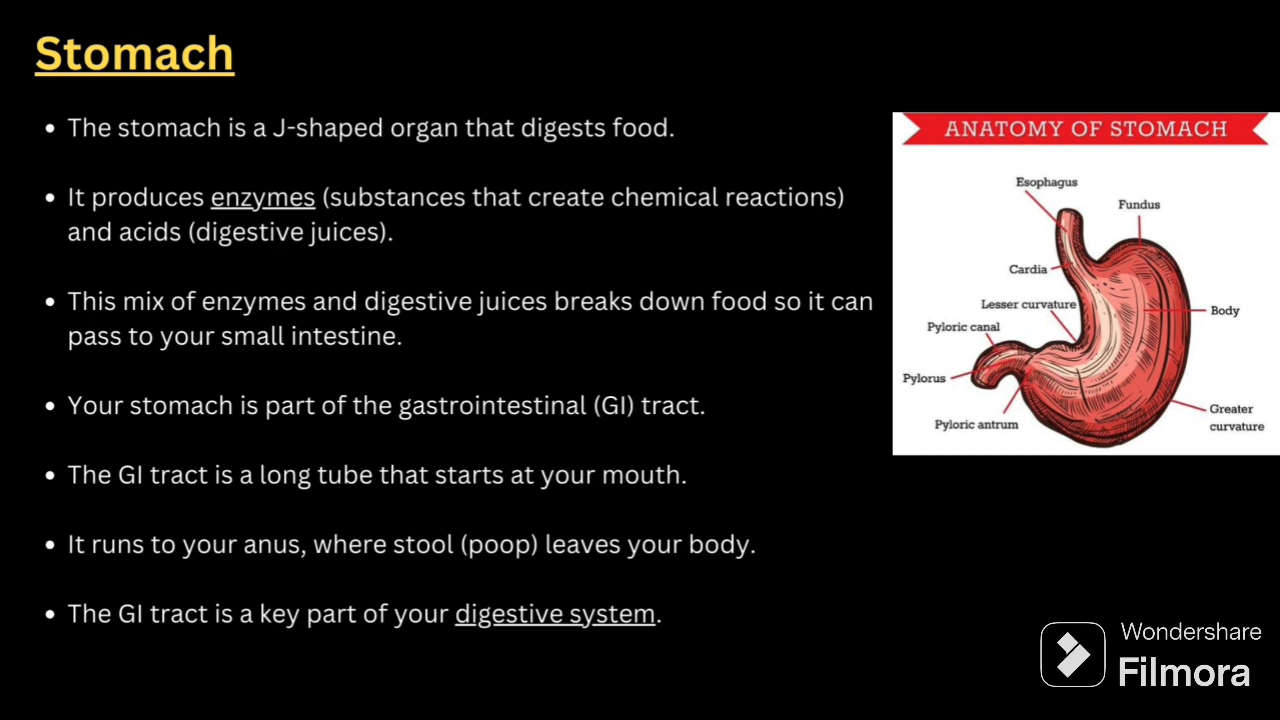 Stomach
• The stomach is a J-shaped organ that digests food.
• It produces enzymes (substances that create chemical reactions)
and acids (digestive juices).
• This mix of enzymes and digestive juices breaks down food so it can
pass to your small intestine.
• Your stomach is part of the gastrointestinal (GI) tract.
• The GI tract is a long tube that starts at your mouth.
• It runs to your anus, where stool (poop) leaves your body.
• The GI tract is a key part of your digestive system.
ANATOMY OF STOMACH
Esophagus
Fundus
Cardia
Lesser curvature
Body
Pyloric canal
Pylorus
Greater
curvature
Pyloric antrum
Wondershare
Filmora